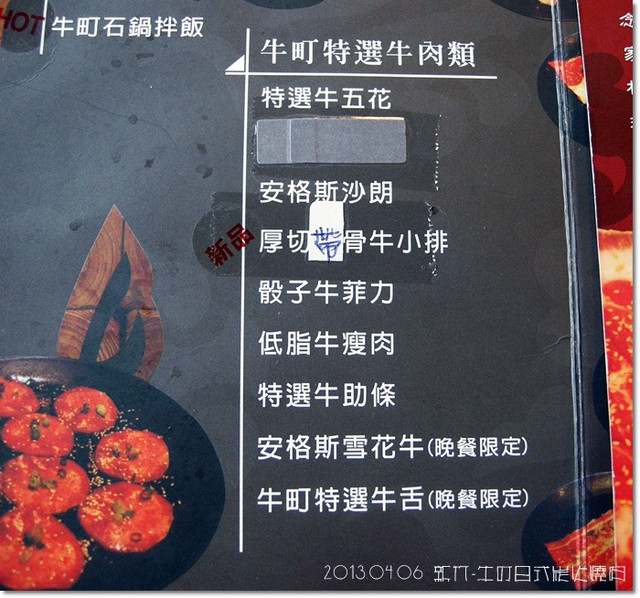 HOT
牛町石鍋拌飯
牛町特選牛肉類
特選牛五花
安格斯沙朗
新品
厚切帶骨牛小排
骰子牛菲力
低脂牛瘦肉
特選牛助條
安格斯雪花牛(晚餐限定)
牛町特選牛舌(晚餐限定)
20130406 新竹-牛町日式炭火燒肉